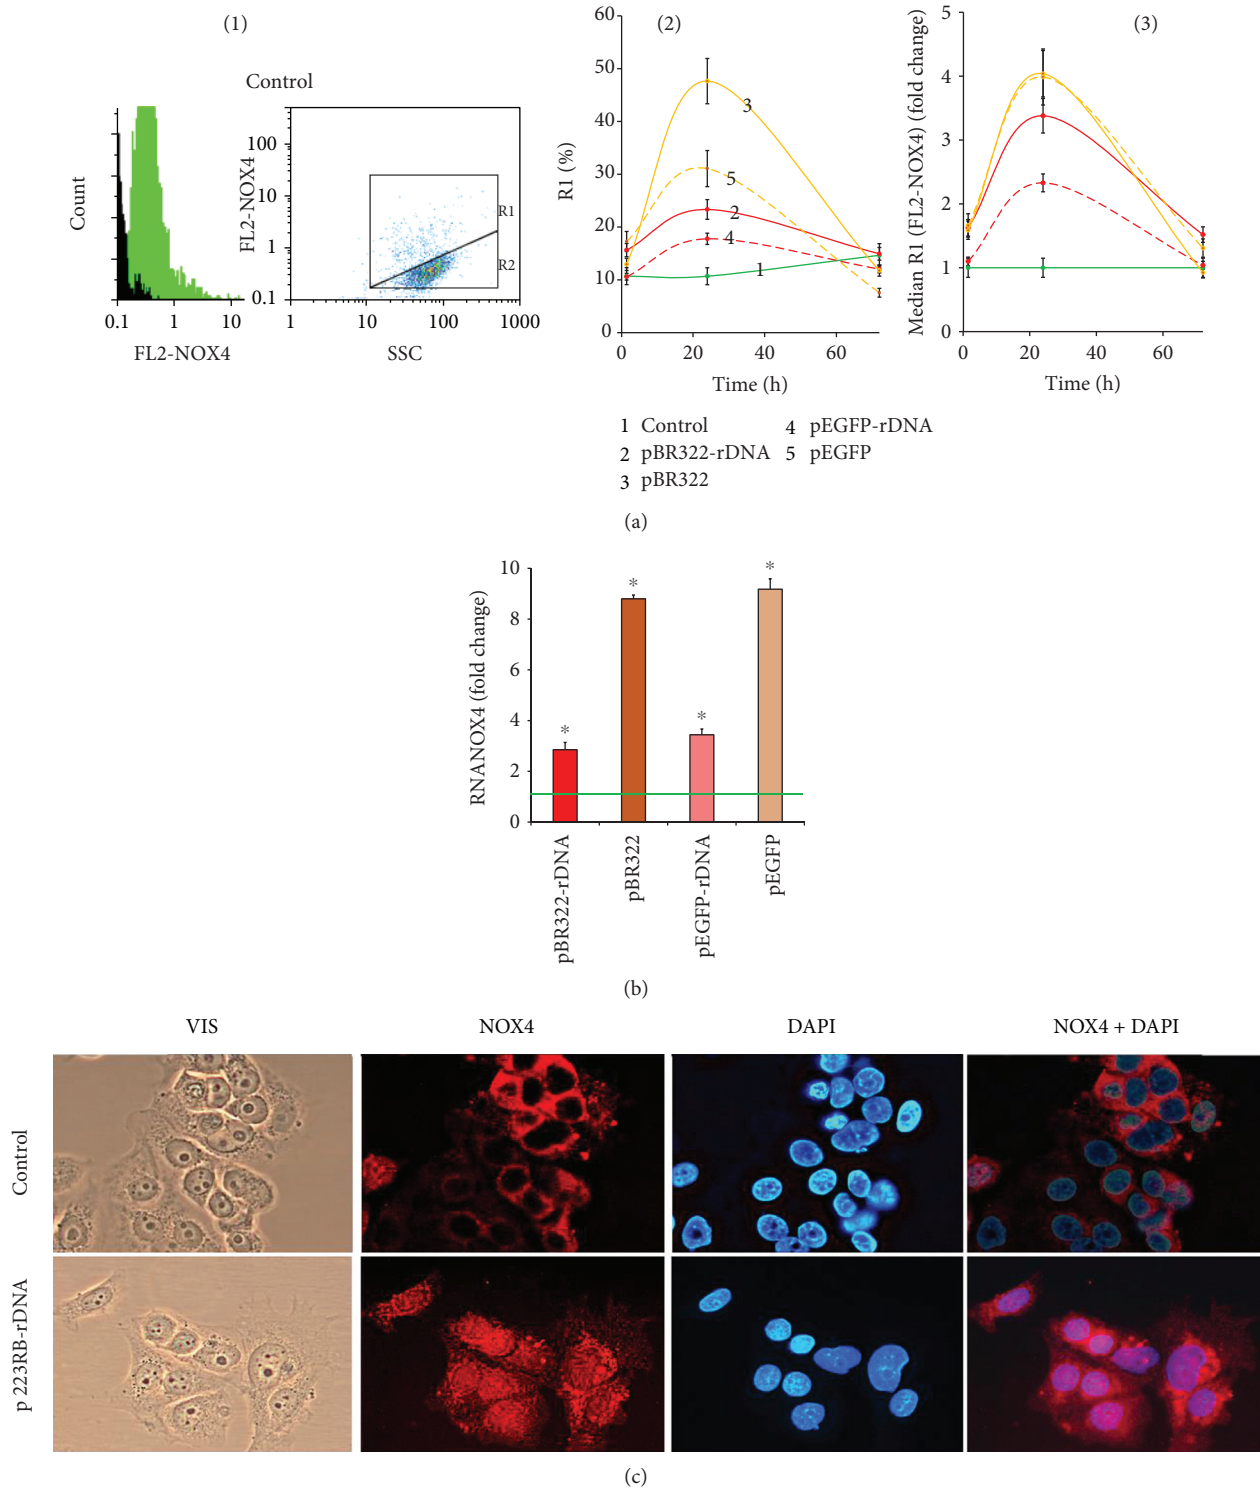 (1)
Control
Count
0.1 1 10
FL2-NOX4
FL2-NOX4
100
10
1
0.1
R1
R2
1 10 100 1000
SSC
(2)
R1 (%)
60
50
40
30
20
10
0
3
5
2
4
1
0 20 40 60
Time (h)
(3)
Median R1 (FL2-NOX4) (fold change)
5
4
3
2
1
0
0 20 40 60
Time (h)
1 Control 4 pEGFP-rDNA
2 pBR322-rDNA 5 pEGFP
3 pBR322
(a)
RNANOX4 (fold change)
10
8
6
4
2
0
* * * *
pBR322-rDNA
pBR322
pEGFP-rDNA
pEGFP
(b)
VIS NOX4 DAPI NOX4 + DAPI
Control
p 223RB-rDNA
(c)